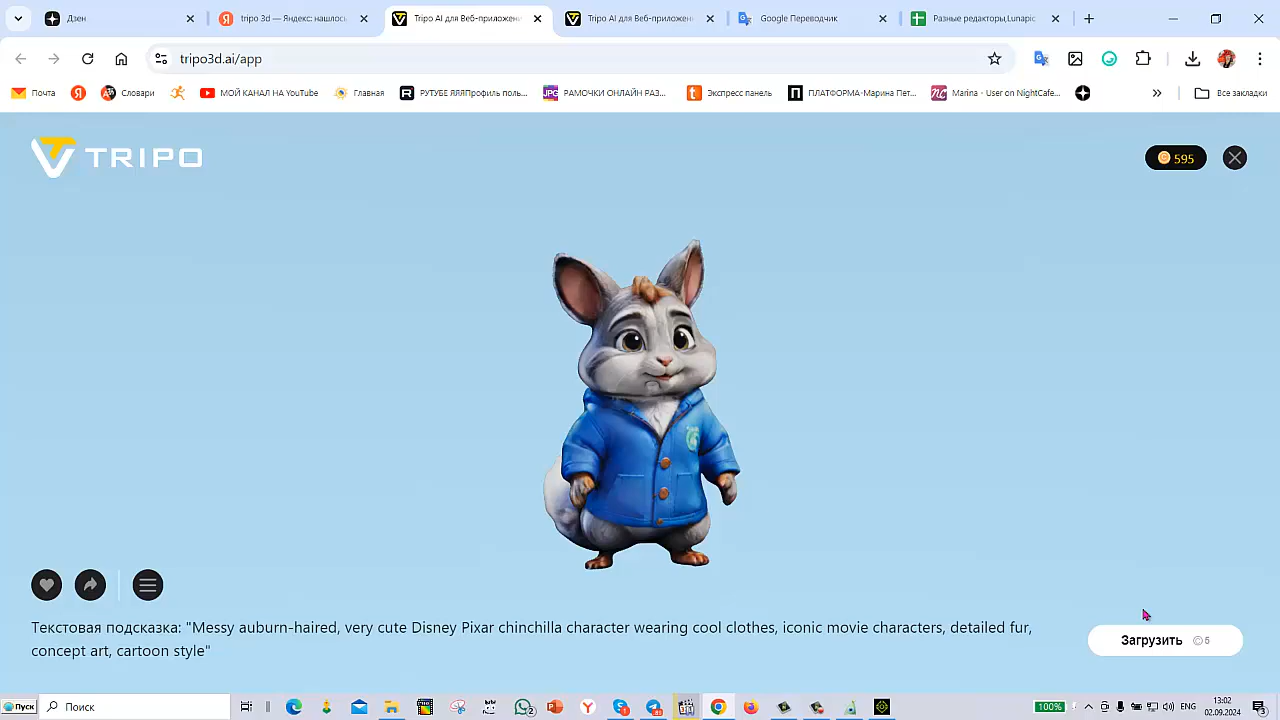 Дзен
tripo 3d — Яндекс: нашлось
Tripo AI для Веб-приложени
Tripo AI для Веб-приложени
Google Переводчик
Разные редакторы,Lunapic
tripo3d.ai/app
Почта
Словари
МОЙ КАНАЛ НА YouTube
Главная
РУТУБЕ ЛЯЯПрофиль поль...
РАМОЧКИ ОНЛАЙН РАЗ...
Экспресс панель
ПЛАТФОРМА-Марина Пет...
Marina - User on NightCafe...
Все закладки
TRIPO
595
Текстовая подсказка: "Messy auburn-haired, very cute Disney Pixar chinchilla character wearing cool clothes, iconic movie characters, detailed fur,
concept art, cartoon style"
Загрузить 6
Пуск
Поиск
100%
ENG
13:02
02.09.2024